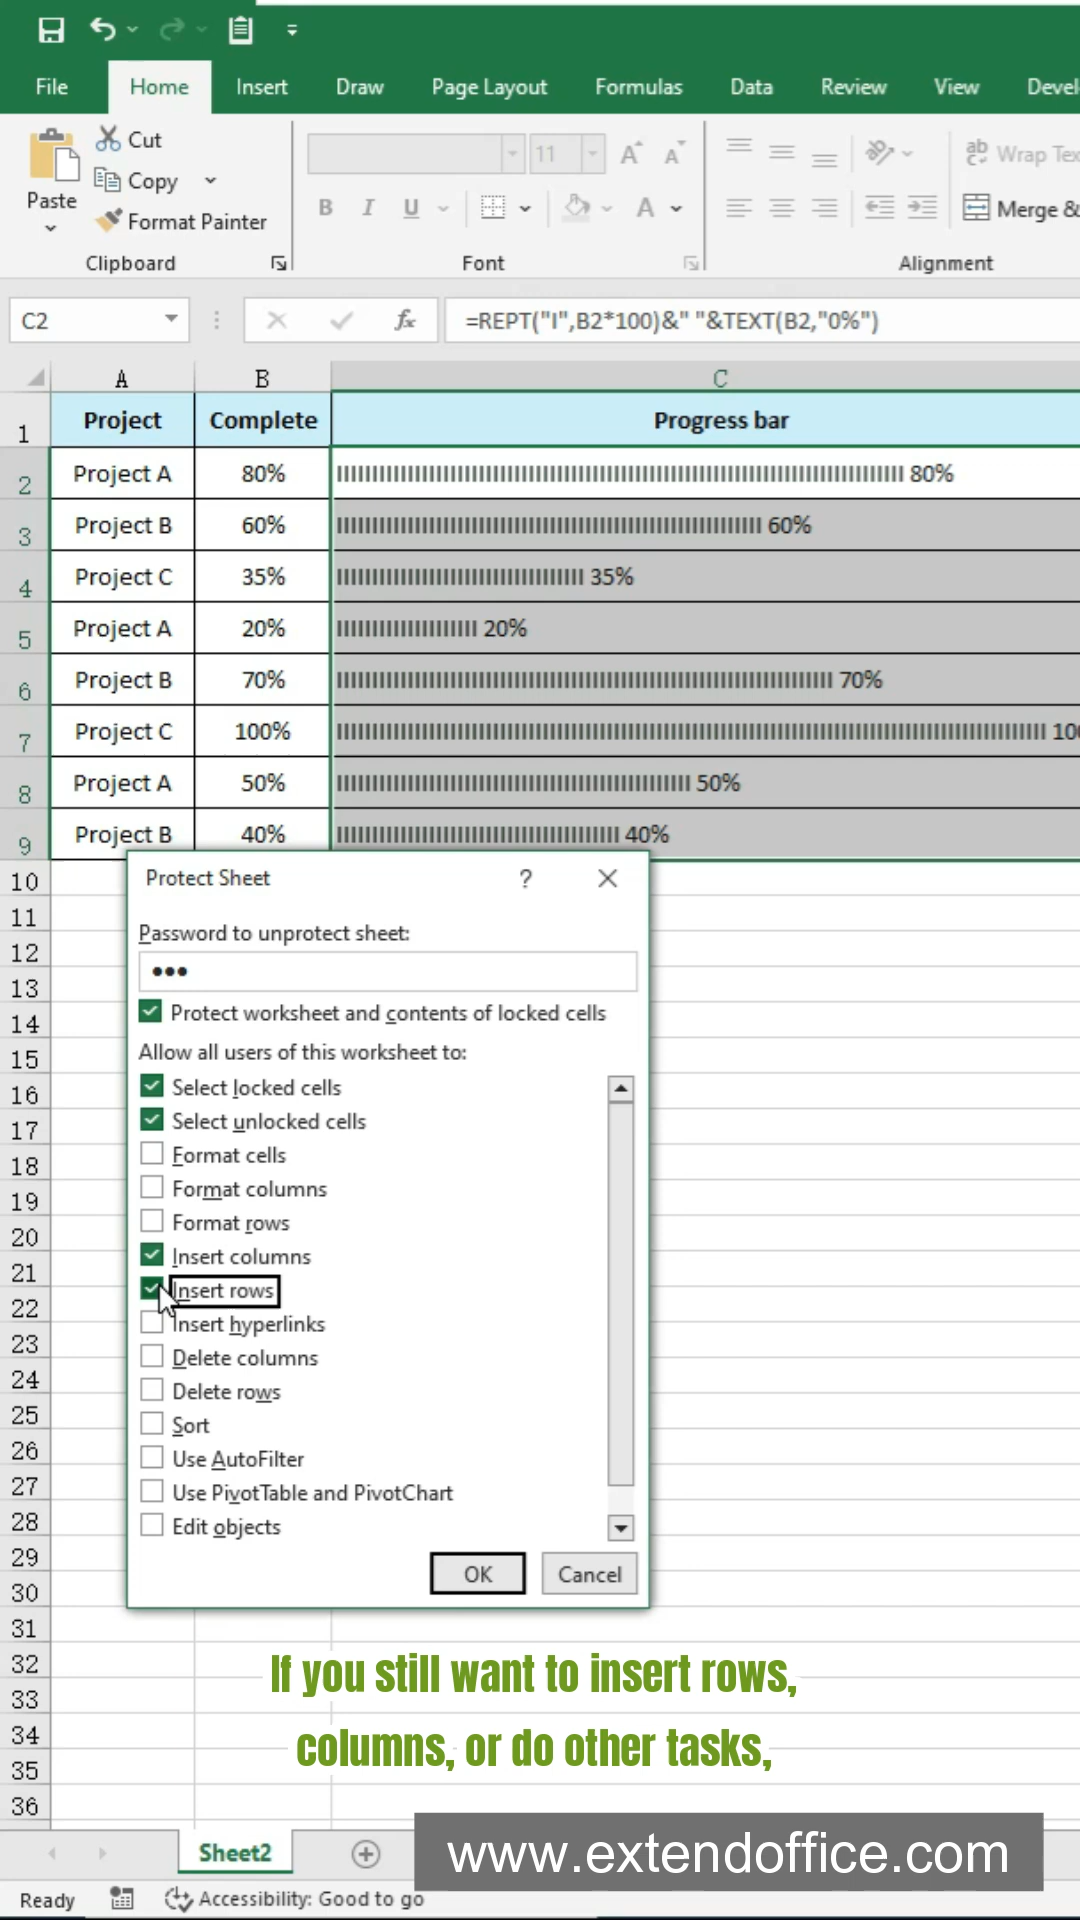 File Home Insert Draw Page Layout Formulas Data Review View Devel
Paste
Cut
Copy
Format Painter
Clipboard
11
A A
B I U A
Font
ab
Wrap Tex
Merge &
Alignment
C2
fx
=REPT("I",B2*100)&" "&TEXT(B2,"0%")
A B C
1 Project Complete Progress bar
2 Project A 80% 80%
3 Project B 60% 60%
4 Project C 35% 35%
5 Project A 20% 20%
6 Project B 70% 70%
7 Project C 100% 100
8 Project A 50% 50%
9 Project B 40% 40%
10
11
12
13
14
15
16
17
18
19
20
21
22
23
24
25
26
27
28
29
30
31
32
33
34
35
36
Protect Sheet ?
Password to unprotect sheet:
•••
Protect worksheet and contents of locked cells
Allow all users of this worksheet to:
Select locked cells
Select unlocked cells
Format cells
Format columns
Format rows
Insert columns
Insert rows
Insert hyperlinks
Delete columns
Delete rows
Sort
Use AutoFilter
Use PivotTable and PivotChart
Edit objects
OK Cancel
If you still want to insert rows,
columns, or do other tasks,
Sheet2
www.extendoffice.com
Ready Accessibility: Good to go